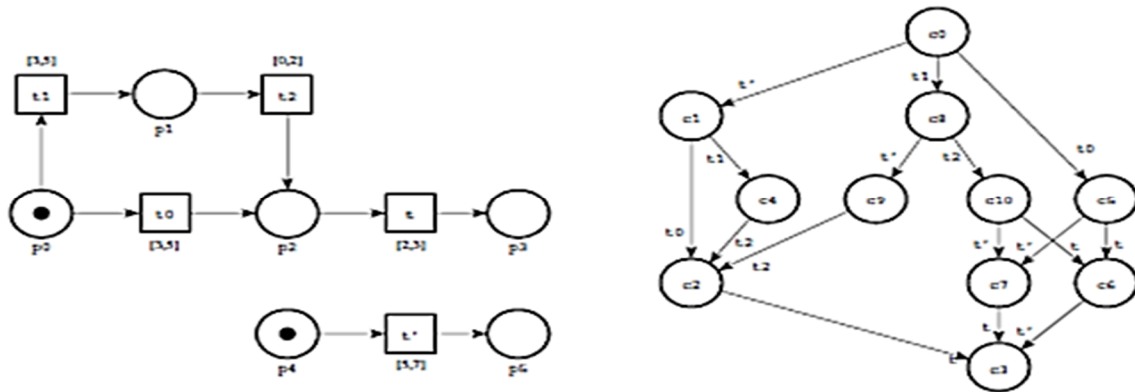 [3,5]
[0,2]
t1
t2
p1
t0
t
p0
[3,5]
p2
[2,3]
p3
t'
p4
[5,7]
p5
c0
t'
t1
c1
c8
t0
t1
t'
t2
c4
c9
c10
c5
t0
t2
t2
t'
t'
t
t
c2
c7
c6
t
t'
t
c3